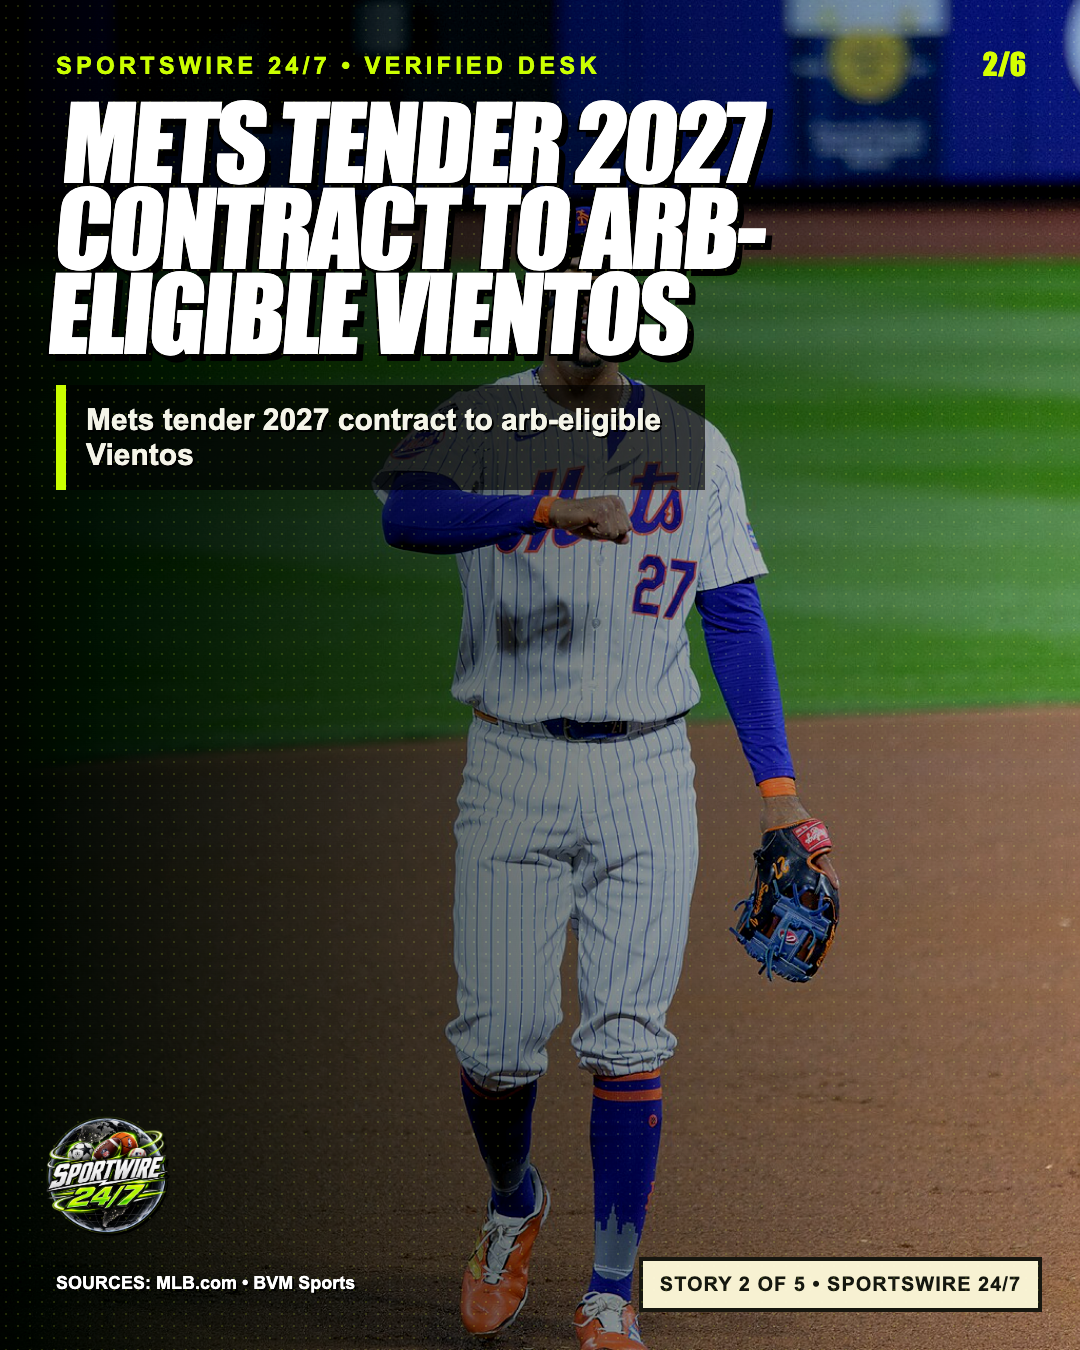 SPORTSWIRE 24/7 • VERIFIED DESK
2/6
METS TENDER 2027
CONTRACT TO ARB-
ELIGIBLE VIENTOS
Mets tender 2027 contract to arb-eligible
Vientos
Mets
27
SPORTWIRE
24/7
SOURCES: MLB.com • BVM Sports
STORY 2 OF 5 • SPORTSWIRE 24/7